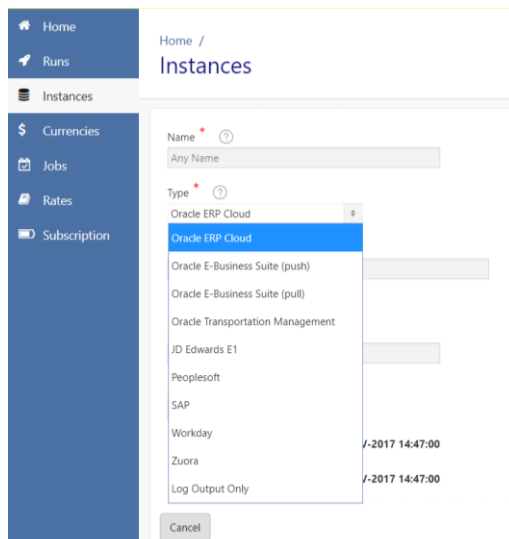 Home
Runs
Instances
$ Currencies
Jobs
Rates
Subscription
Home /
Instances
Name * ?
Any Name
Type * ?
Oracle ERP Cloud
Oracle ERP Cloud
Oracle E-Business Suite (push)
Oracle E-Business Suite (pull)
Oracle Transportation Management
JD Edwards E1
Peoplesoft
SAP
Workday
Zuora
Log Output Only
-2017 14:47:00
-2017 14:47:00
Cancel